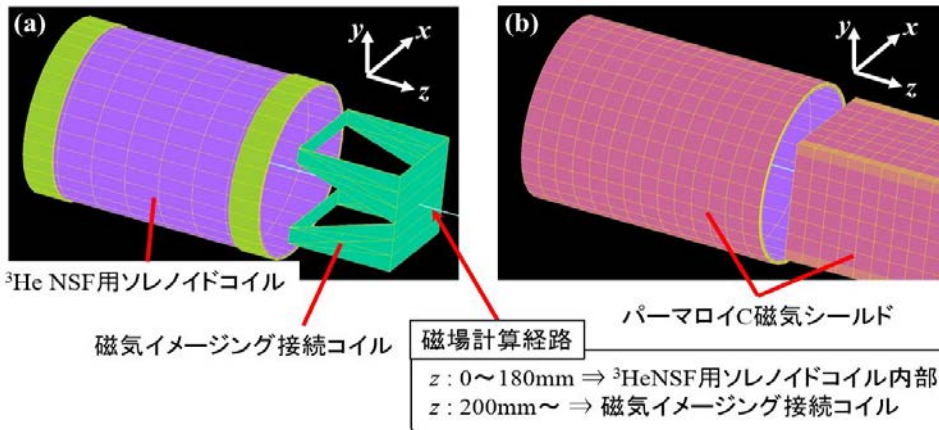 (a)
y
x
z
(b)
y
x
z
³He NSF用ソレノイドコイル
磁気イメージング接続コイル
パーマロイC磁気シールド
磁場計算経路
z : 0～180mm ⇒ ³HeNSF用ソレノイドコイル内部
z : 200mm～ ⇒ 磁気イメージング接続コイル